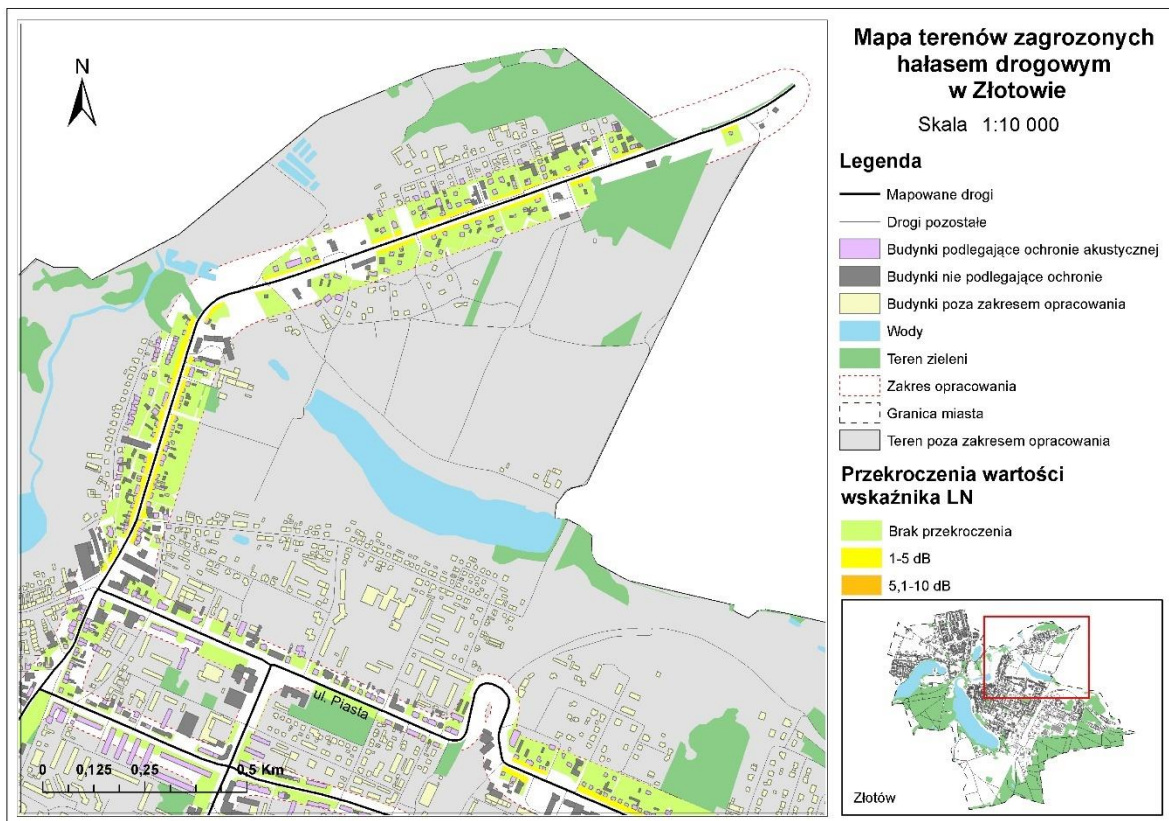 Mapa terenów zagrozonych
hałasem drogowym
w Złotowie
Skala 1:10 000
Legenda
Mapowane drogi
Drogi pozostałe
Budynki podlegające ochronie akustycznej
Budynki nie podlegające ochronie
Budynki poza zakresem opracowania
Wody
Teren zieleni
Zakres opracowania
Granica miasta
Teren poza zakresem opracowania
Przekroczenia wartości
wskaźnika LN
Brak przekroczenia
1-5 dB
5,1-10 dB
Złotów
N
ul. Piasta
0 0,125 0,25 0,5 Km